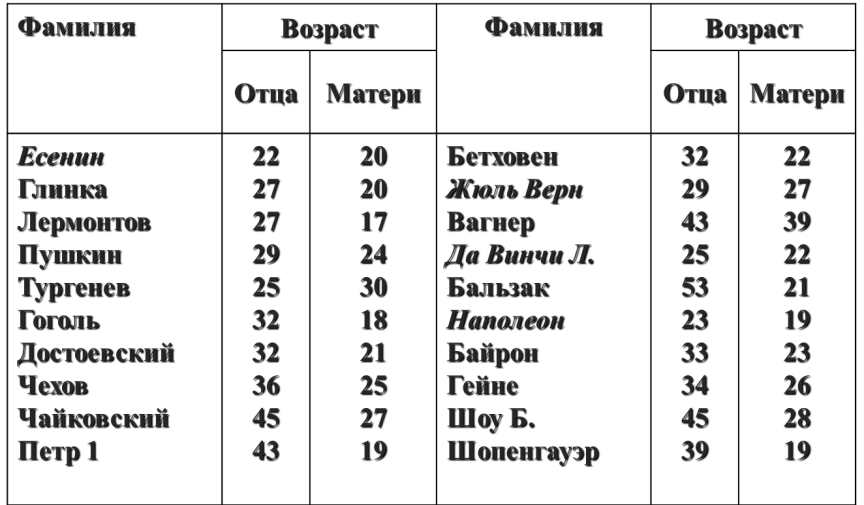 Фамилия Возраст Фамилия Возраст
Отца Матери Отца Матери
Есенин 22 20 Бетховен 32 22
Глинка 27 20 Жюль Верн 29 27
Лермонтов 27 17 Вагнер 43 39
Пушкин 29 24 Да Винчи Л. 25 22
Тургенев 25 30 Бальзак 53 21
Гоголь 32 18 Наполеон 23 19
Достоевский 32 21 Байрон 33 23
Чехов 36 25 Гейне 34 26
Чайковский 45 27 Шоу Б. 45 28
Петр 1 43 19 Шопенгауэр 39 19